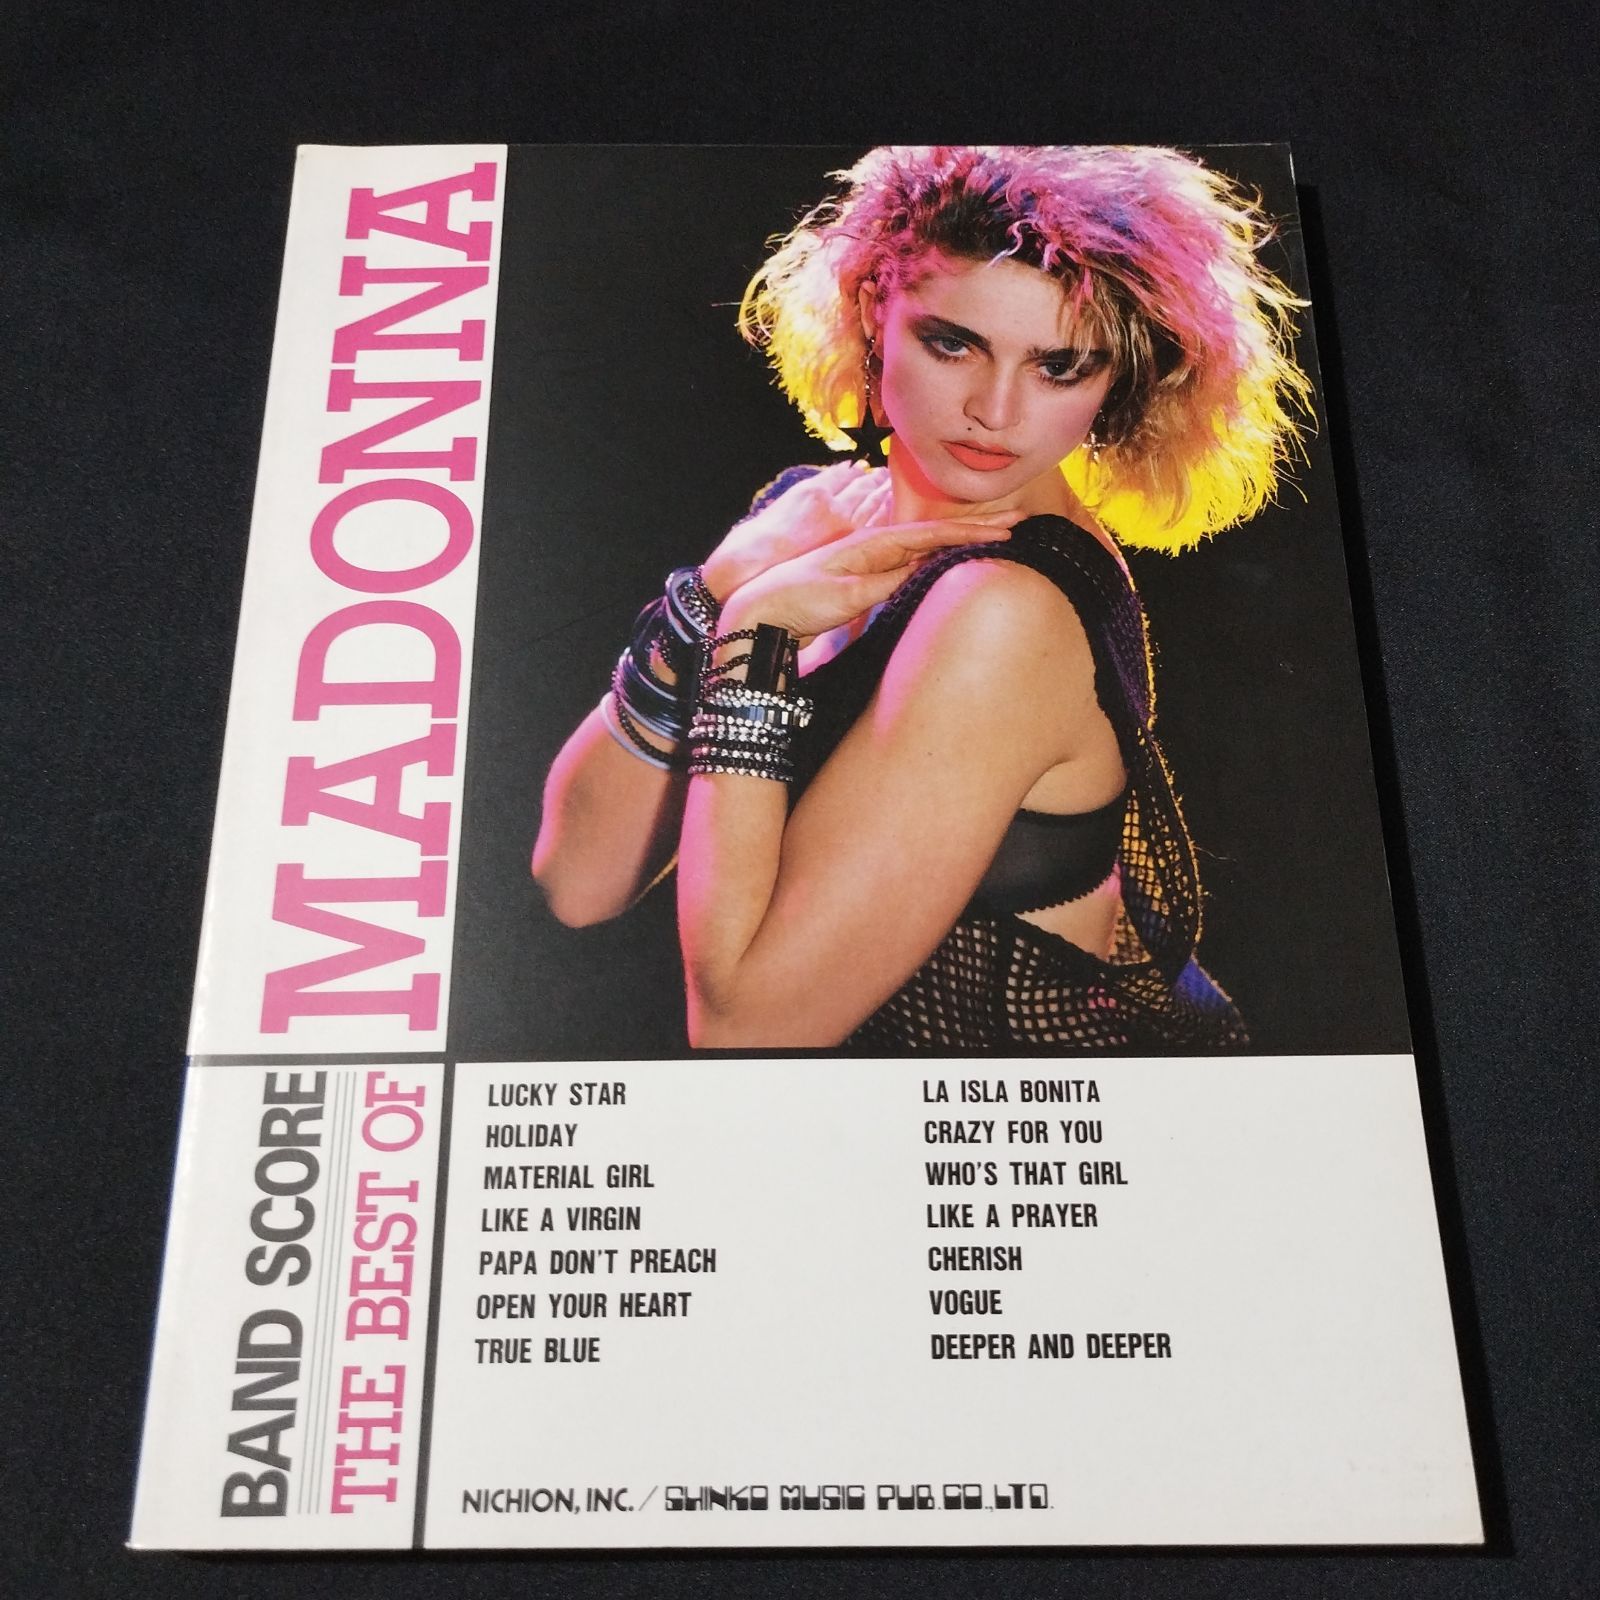 BAND SCORE
THE BEST OF MADONNA
LUCKY STAR
HOLIDAY
MATERIAL GIRL
LIKE A VIRGIN
PAPA DON'T PREACH
OPEN YOUR HEART
TRUE BLUE
LA ISLA BONITA
CRAZY FOR YOU
WHO'S THAT GIRL
LIKE A PRAYER
CHERISH
VOGUE
DEEPER AND DEEPER
NICHION, INC. / SHINKO MUSIC PUB. CO., LTD.